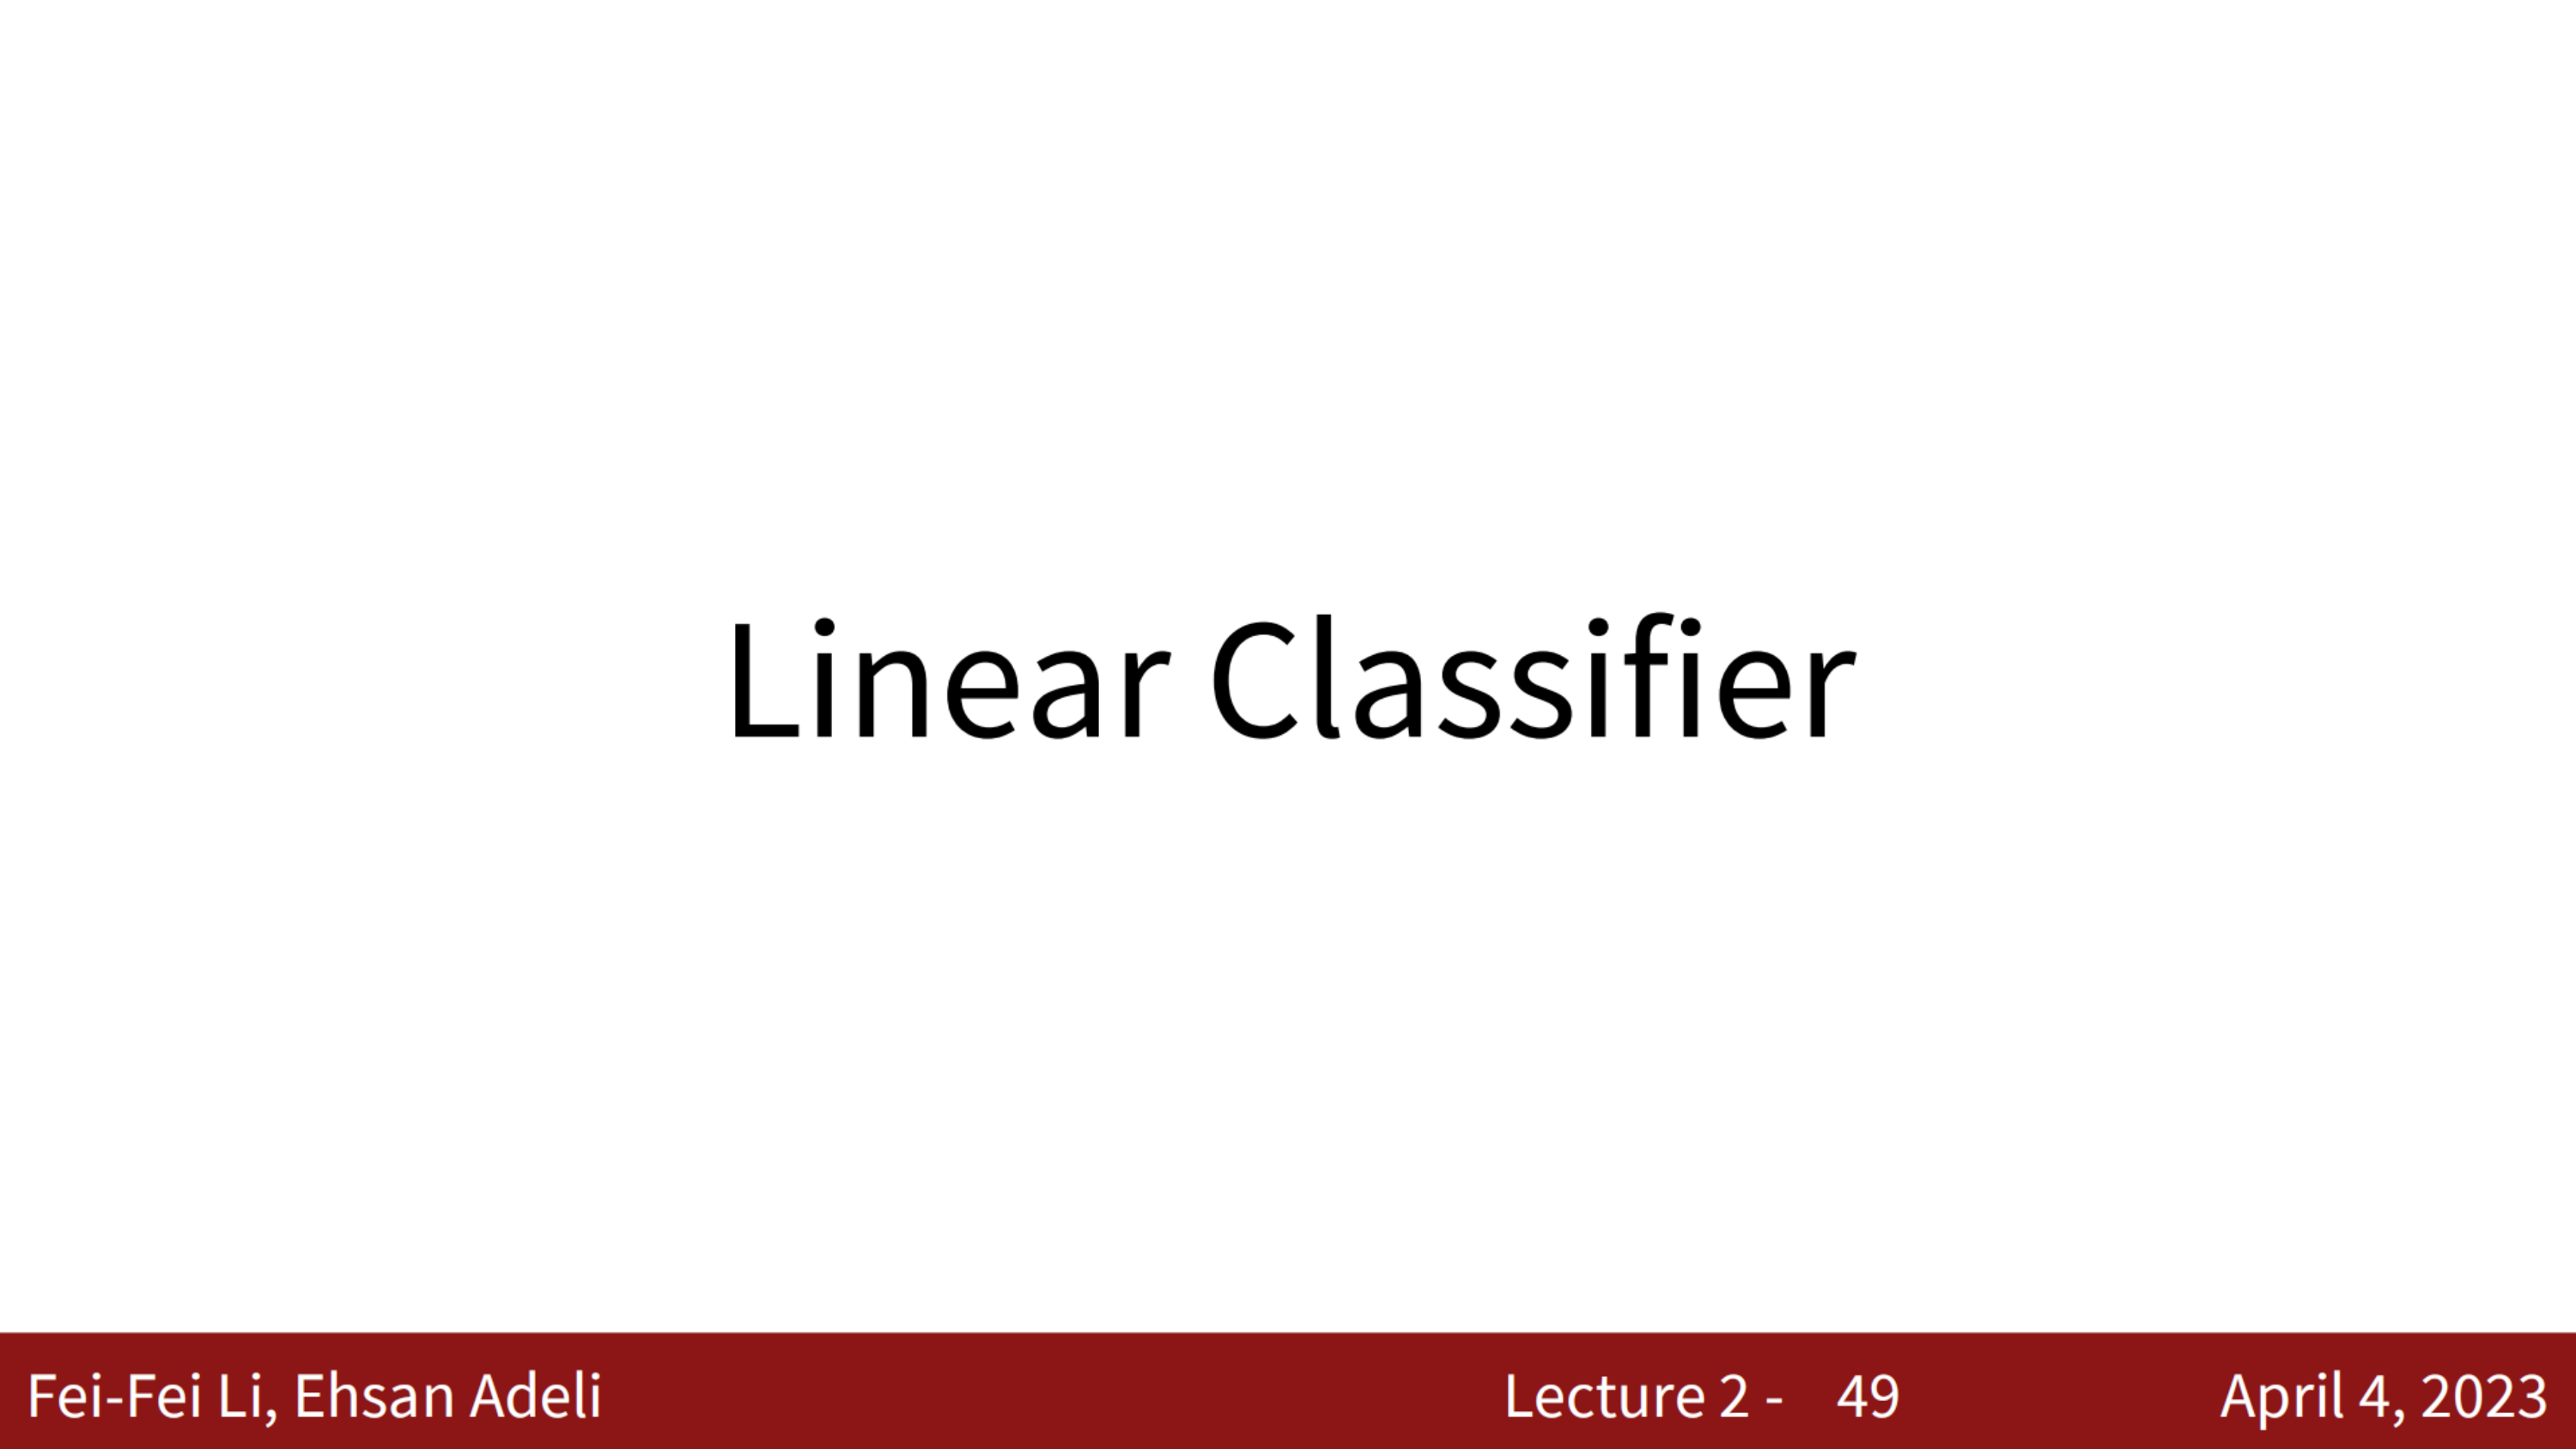 Linear Classifier
Fei-Fei Li, Ehsan Adeli
Lecture 2 - 49
April 4, 2023